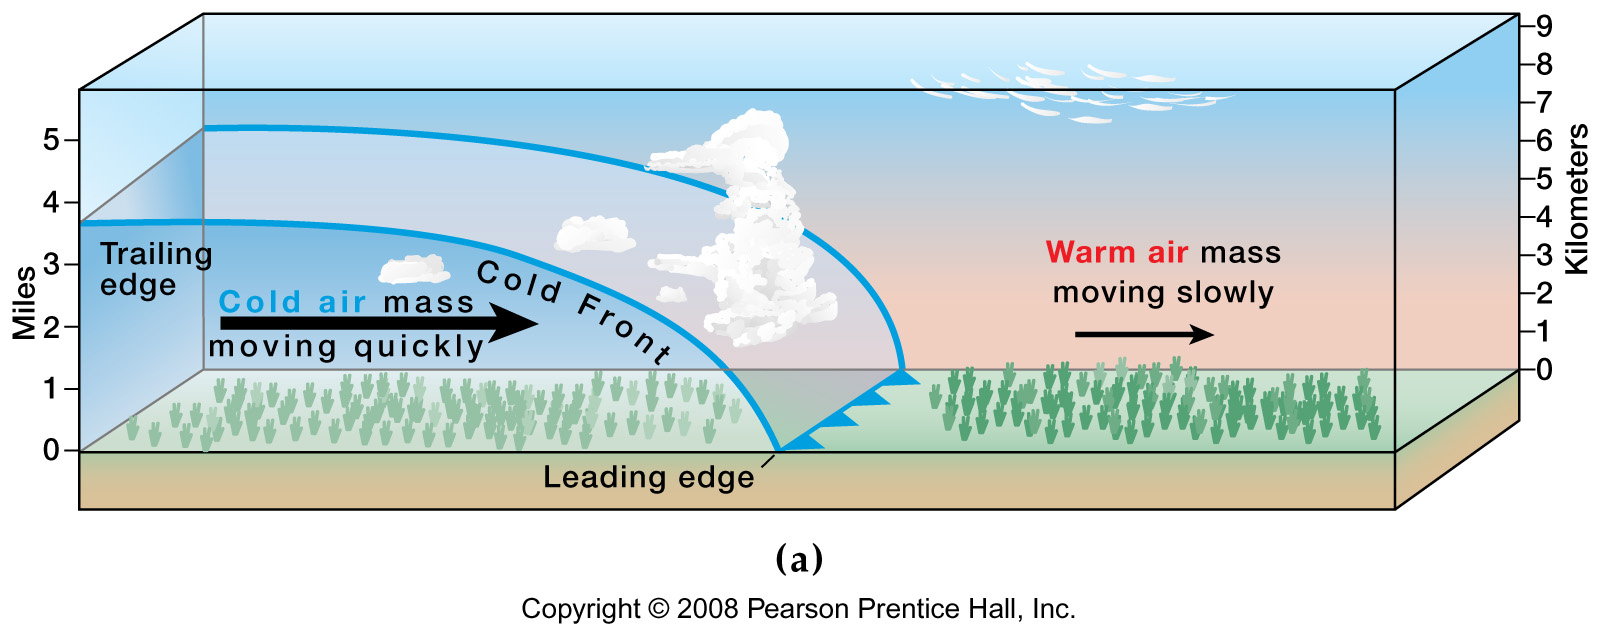 9
8
7
6
5
4
3
2
1
0
Kilometers
5
4
3
2
1
0
Miles
Trailing
edge
Cold air mass
moving quickly
Cold Front
Warm air mass
moving slowly
Leading edge
(a)
Copyright © 2008 Pearson Prentice Hall, Inc.